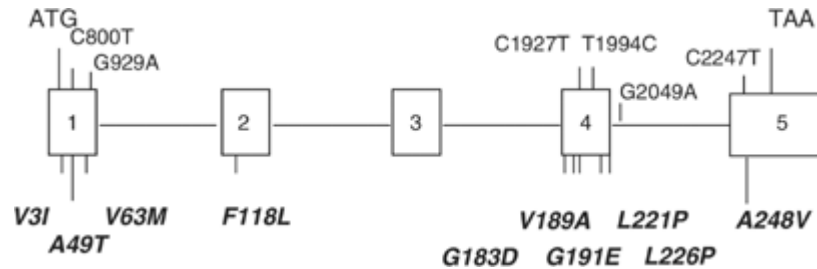 ATG TAA
C800T C1927T T1994C
G929A C2247T
G2049A
1 2 3 4 5
V3I V63M F118L V189A L221P A248V
A49T G183D G191E L226P